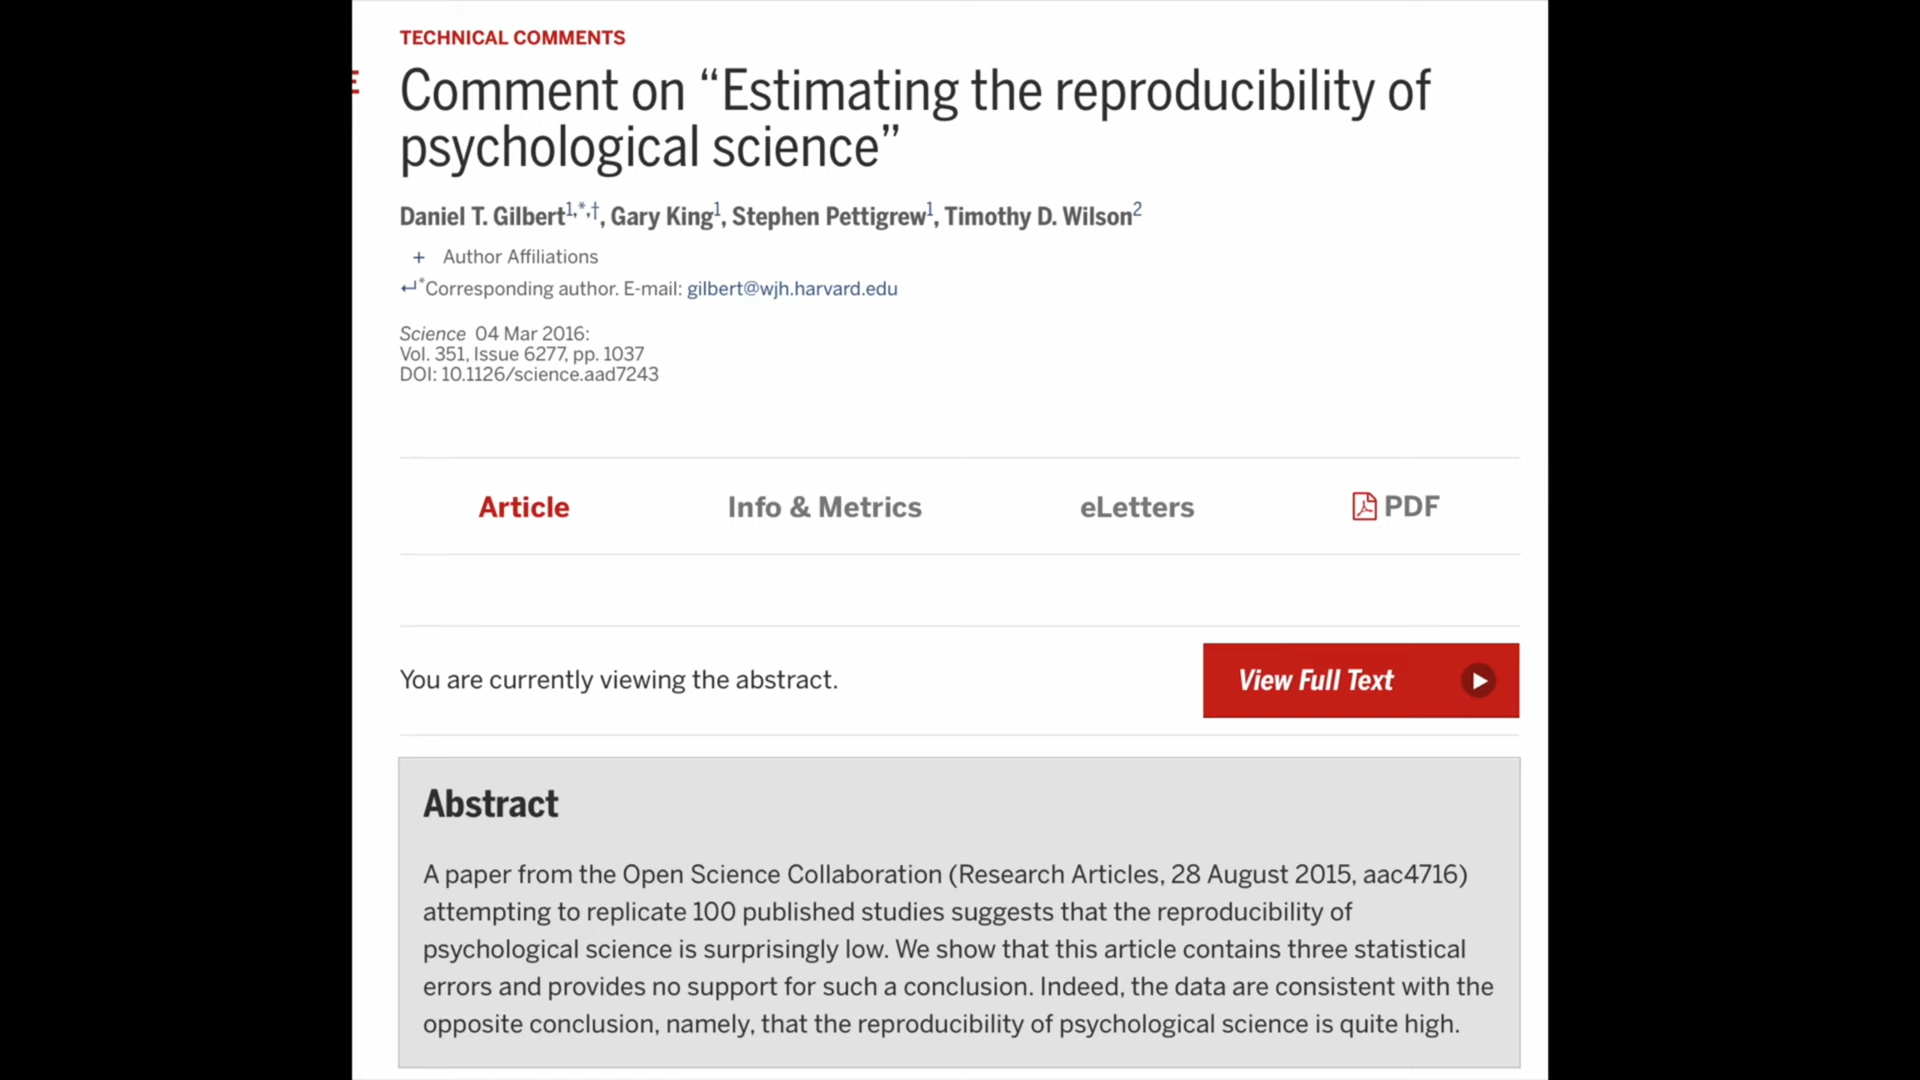 TECHNICAL COMMENTS
E
Comment on “Estimating the reproducibility of
psychological science”
Daniel T. Gilbert1,*,†, Gary King1, Stephen Pettigrew1, Timothy D. Wilson2
+ Author Affiliations
↵*Corresponding author. E-mail: gilbert@wjh.harvard.edu
Science 04 Mar 2016:
Vol. 351, Issue 6277, pp. 1037
DOI: 10.1126/science.aad7243
Article Info & Metrics eLetters PDF
You are currently viewing the abstract.
View Full Text
Abstract
A paper from the Open Science Collaboration (Research Articles, 28 August 2015, aac4716)
attempting to replicate 100 published studies suggests that the reproducibility of
psychological science is surprisingly low. We show that this article contains three statistical
errors and provides no support for such a conclusion. Indeed, the data are consistent with the
opposite conclusion, namely, that the reproducibility of psychological science is quite high.